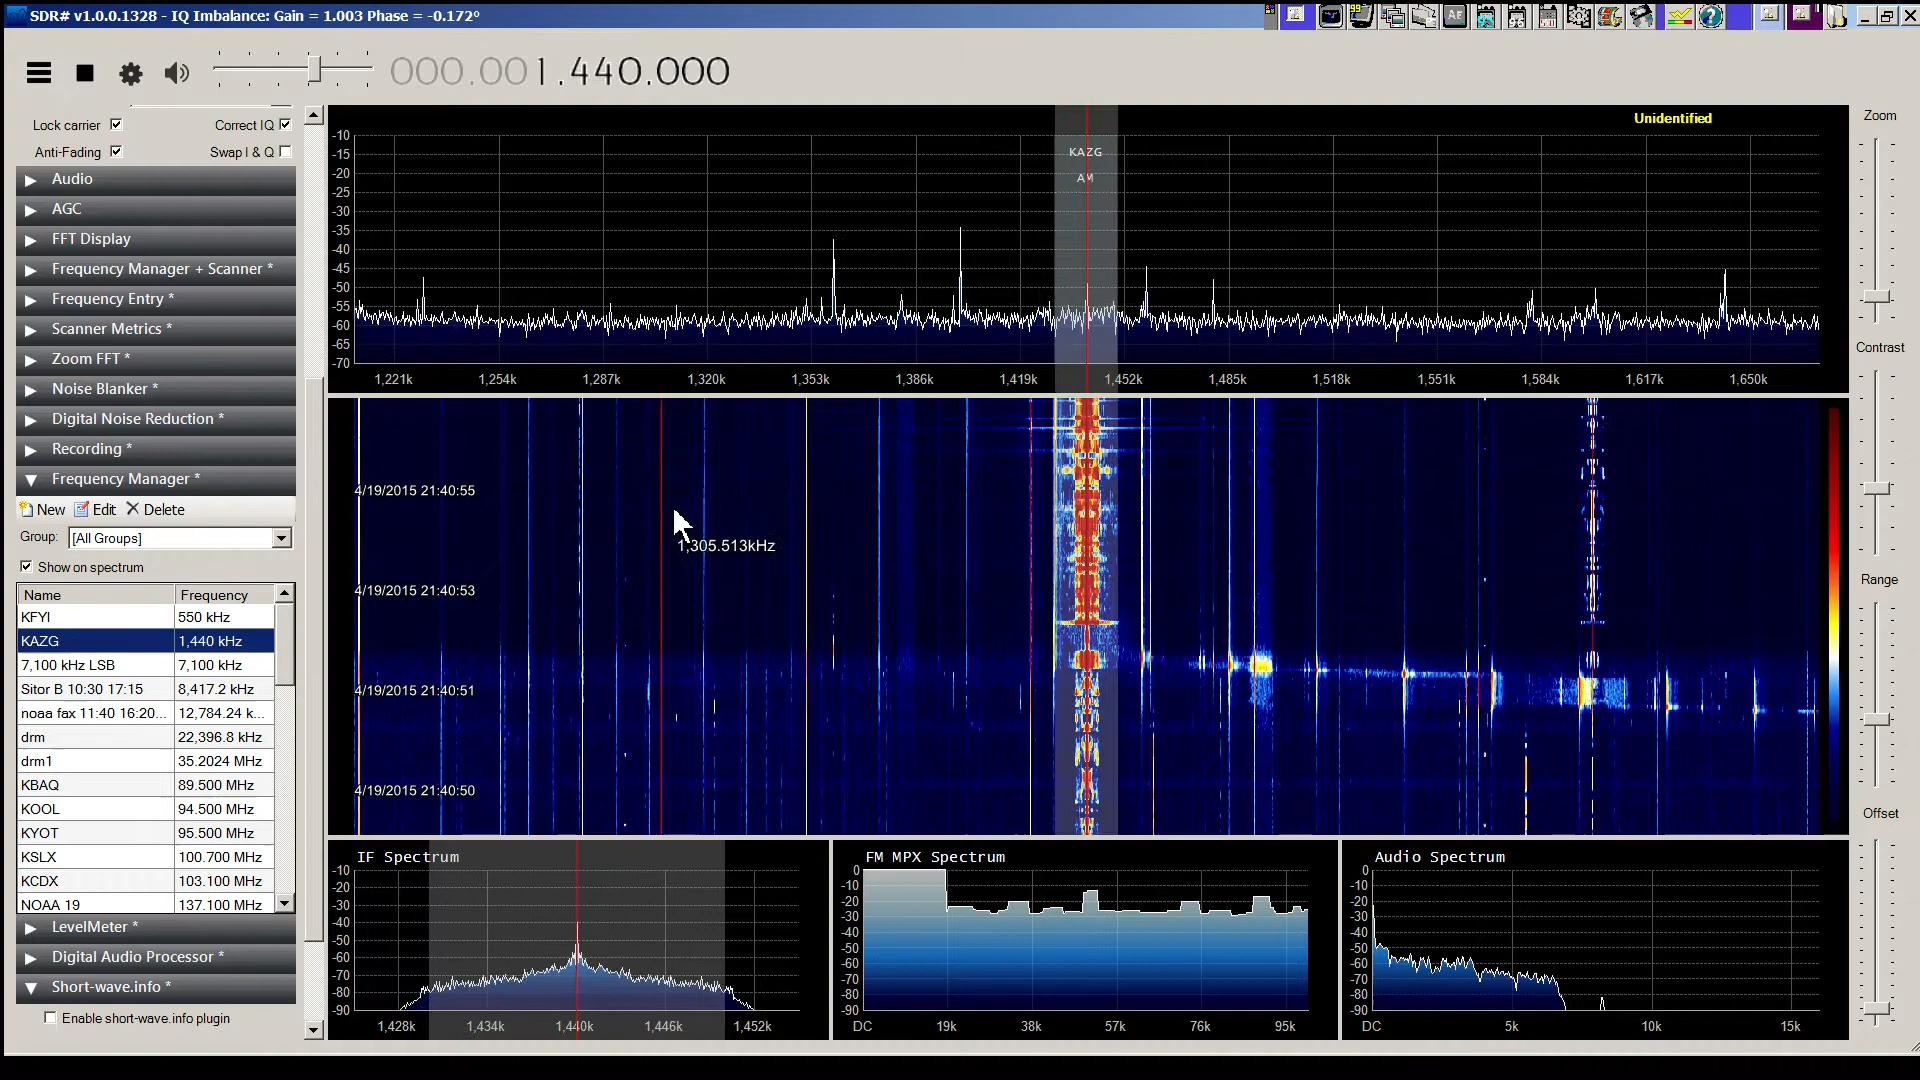 SDR# v1.0.0.1328 - IQ Imbalance: Gain = 1.003 Phase = -0.172°
000.001.440.000
Lock carrier Correct IQ
Anti-Fading Swap I & Q
Audio
AGC
FFT Display
Frequency Manager + Scanner *
Frequency Entry *
Scanner Metrics *
Zoom FFT *
Noise Blanker *
Digital Noise Reduction *
Recording *
Frequency Manager *
New Edit Delete
Group: [All Groups]
Show on spectrum
Name Frequency
KFYI 550 kHz
KAZG 1,440 kHz
7,100 kHz LSB 7,100 kHz
Sitor B 10:30 17:15 8,417.2 kHz
noaa fax 11:40 16:20... 12,784.24 k...
drm 22,396.8 kHz
drm1 35.2024 MHz
KBAQ 89.500 MHz
KOOL 94.500 MHz
KYOT 95.500 MHz
KSLX 100.700 MHz
KCDX 103.100 MHz
NOAA 19 137.100 MHz
LevelMeter *
Digital Audio Processor *
Short-wave.info *
Enable short-wave.info plugin
Unidentified
KAZG
AM
-10
-15
-20
-25
-30
-35
-40
-45
-50
-55
-60
-65
-70
1,221k 1,254k 1,287k 1,320k 1,353k 1,386k 1,419k 1,452k 1,485k 1,518k 1,551k 1,584k 1,617k 1,650k
4/19/2015 21:40:55
1,305.513kHz
4/19/2015 21:40:53
4/19/2015 21:40:51
4/19/2015 21:40:50
IF Spectrum
-10
-20
-30
-40
-50
-60
-70
-80
-90
1,428k 1,434k 1,440k 1,446k 1,452k
FM MPX Spectrum
0
-10
-20
-30
-40
-50
-60
-70
-80
-90
DC 19k 38k 57k 76k 95k
Audio Spectrum
0
-10
-20
-30
-40
-50
-60
-70
-80
-90
DC 5k 10k 15k
Zoom
Contrast
Range
Offset